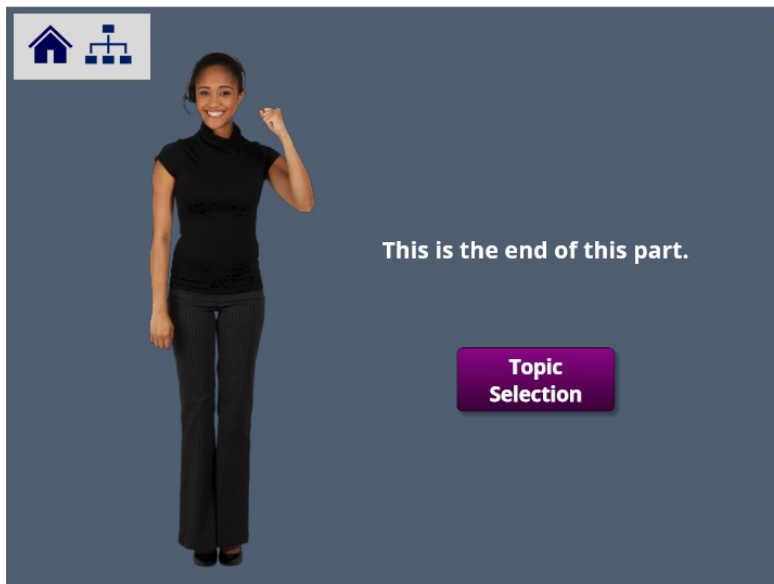 This is the end of this part.
Topic
Selection